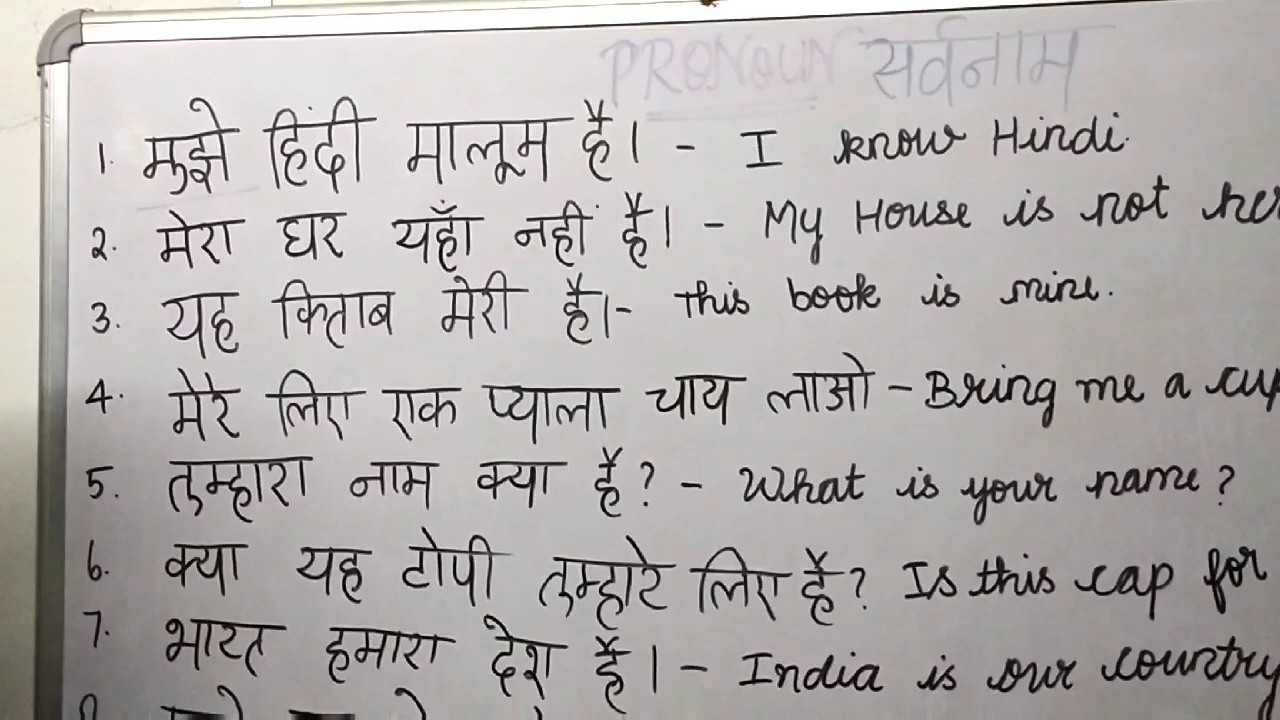 PRONOUN सर्वनाम
1. मुझे हिंदी मालूम है। - I know Hindi.
2. मेरा घर यहाँ नहीं है। - My House is not
3. यह किताब मेरी है। - This book is mine.
4. मेरे लिए एक प्याला चाय लाओ - Bring me a cup
5. तुम्हारा नाम क्या है? - What is your name?
6. क्या यह टोपी तुम्हारे लिए है? Is this cap for
7. भारत हमारा देश है। - India is our country